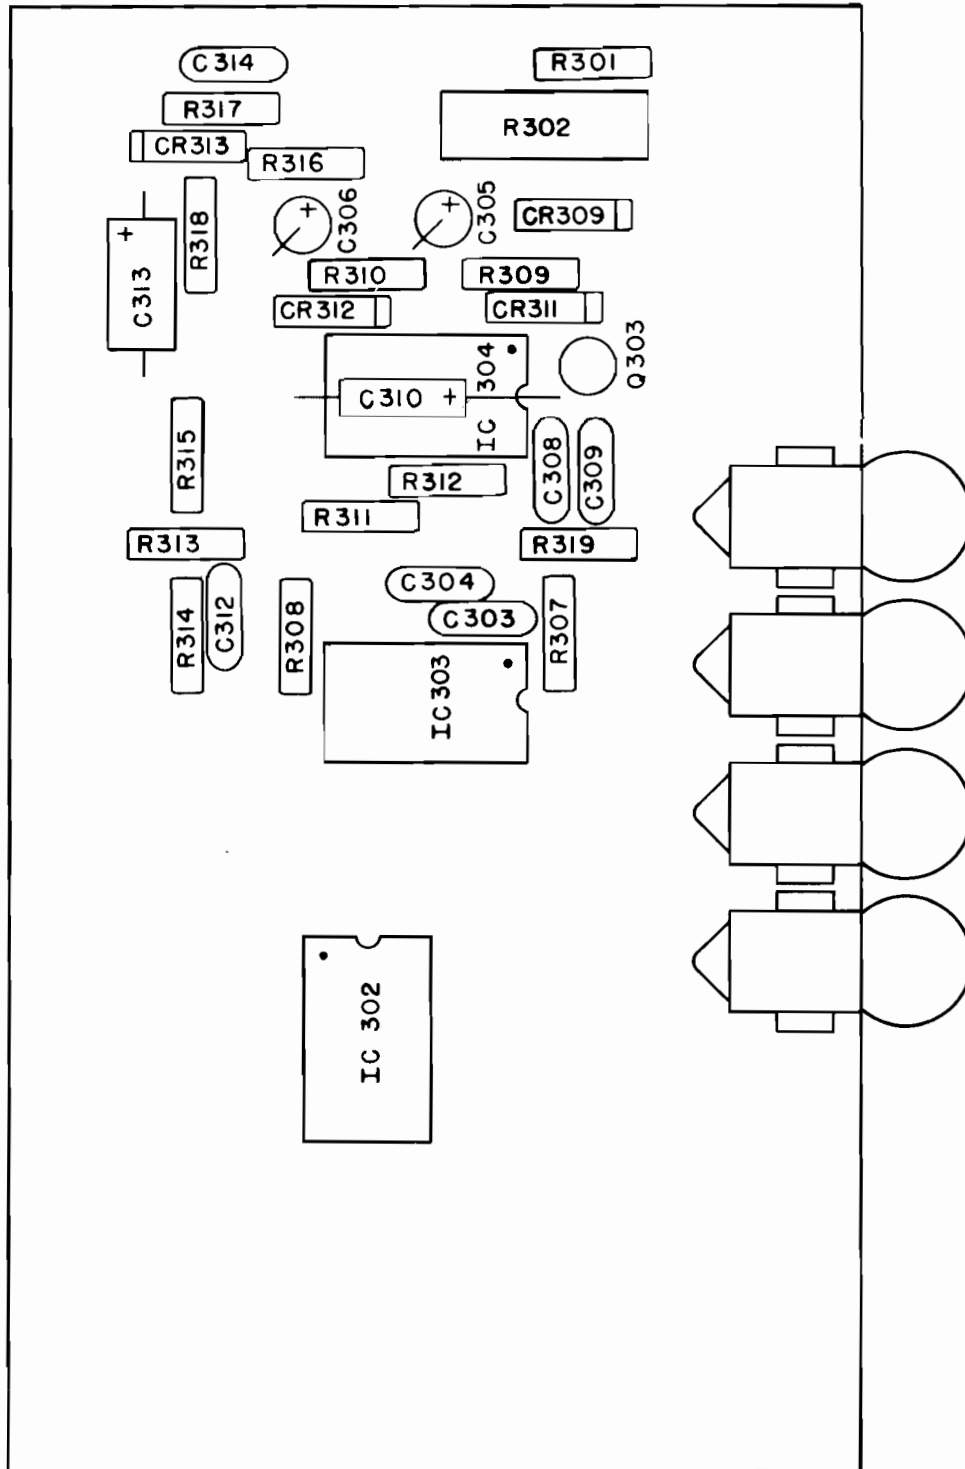 C314
R301
R317
R302
CR313
R316
R318
C306
C305
CR309
+
+
+
C313
R310
R309
CR312
CR311
IC 304
Q303
C310 +
R315
R312
C308
C309
R311
R313
R319
C304
C303
R314
C312
R308
R307
IC303
IC 302